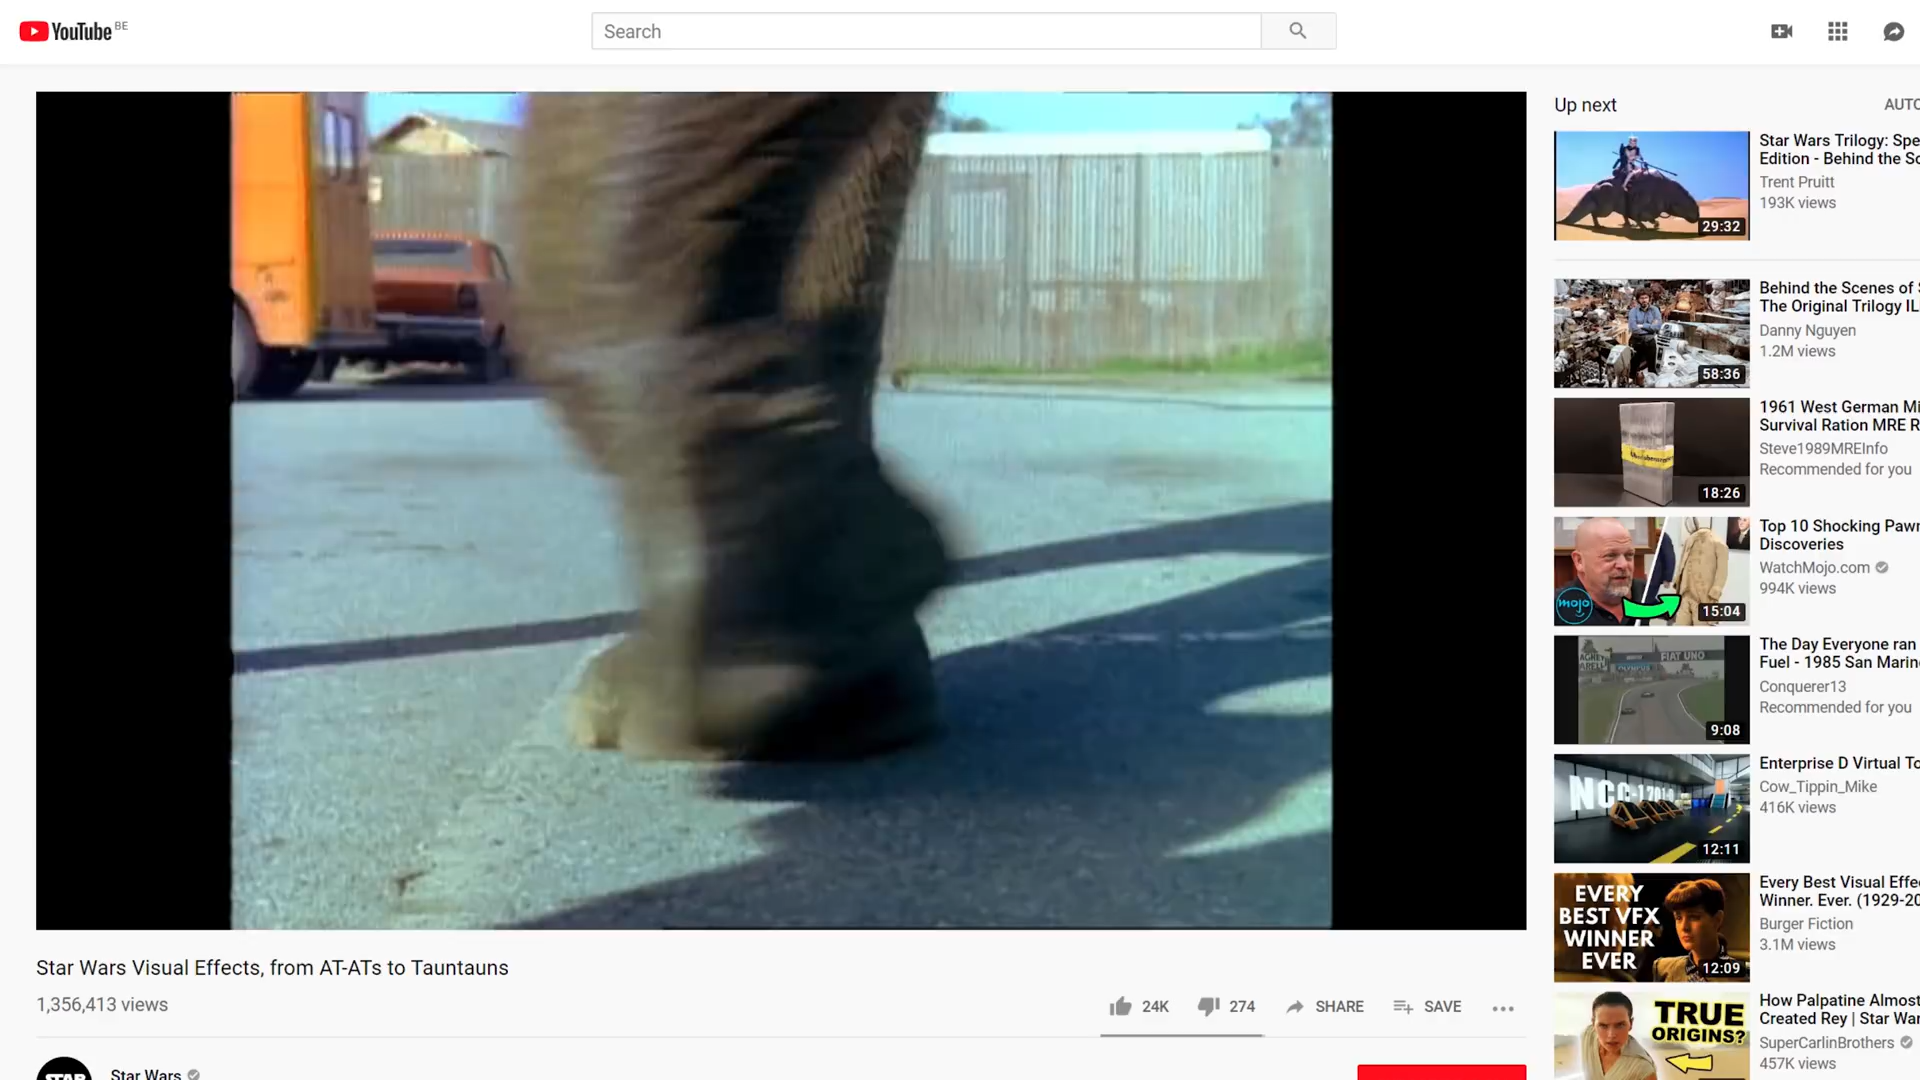 YouTube BE
Search
Up next
AUTO
29:32
Star Wars Trilogy: Spe
Edition - Behind the Sc
Trent Pruitt
193K views
58:36
Behind the Scenes of S
The Original Trilogy IL
Danny Nguyen
1.2M views
18:26
1961 West German Mi
Survival Ration MRE R
Steve1989MREInfo
Recommended for you
mojo
15:04
Top 10 Shocking Pawn
Discoveries
WatchMojo.com
994K views
FIAT UNO
OLYMPUS
9:08
The Day Everyone ran
Fuel - 1985 San Marin
Conquerer13
Recommended for you
NCC-1701-D
12:11
Enterprise D Virtual To
Cow_Tippin_Mike
416K views
EVERY
BEST VFX
WINNER
EVER
12:09
Every Best Visual Effe
Winner. Ever. (1929-20
Burger Fiction
3.1M views
TRUE
ORIGINS?
How Palpatine Almost
Created Rey | Star War
SuperCarlinBrothers
457K views
Star Wars Visual Effects, from AT-ATs to Tauntauns
1,356,413 views
24K
274
SHARE
SAVE
STAR
Star Wars